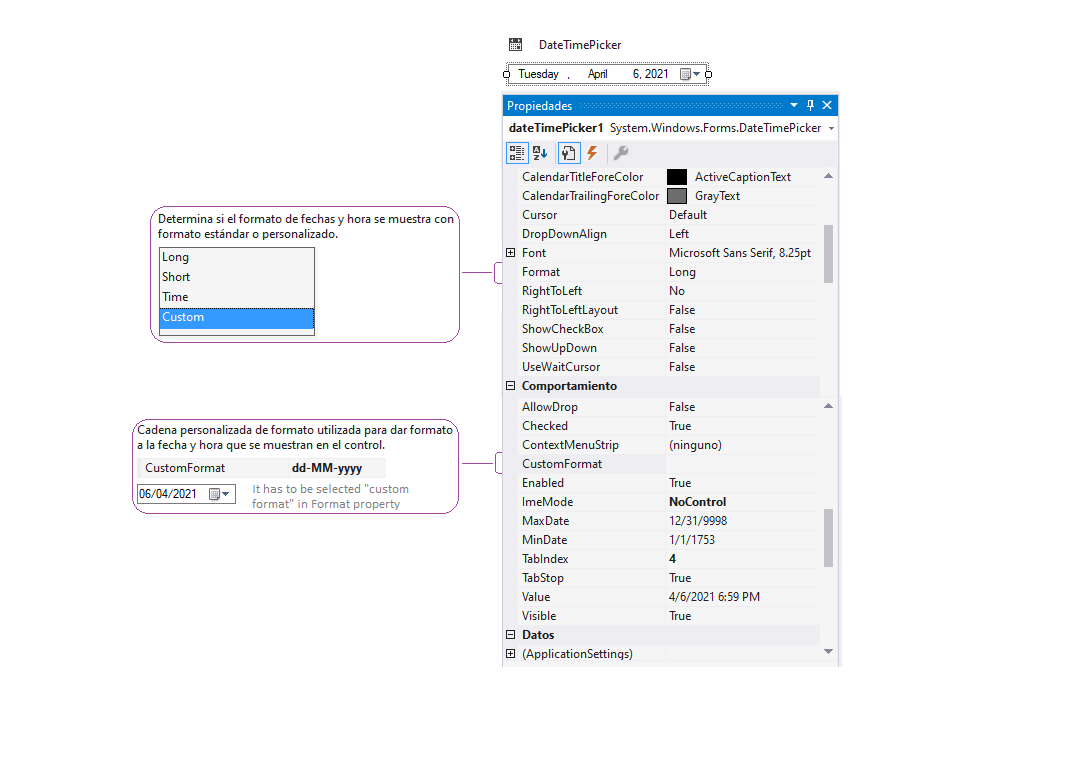 DateTimePicker
Tuesday , April 6, 2021
Propiedades
dateTimePicker1 System.Windows.Forms.DateTimePicker
CalendarTitleForeColor ActiveCaptionText
CalendarTrailingForeColor GrayText
Cursor Default
DropDownAlign Left
Font Microsoft Sans Serif, 8.25pt
Format Long
RightToLeft No
RightToLeftLayout False
ShowCheckBox False
ShowUpDown False
UseWaitCursor False
Comportamiento
AllowDrop False
Checked True
ContextMenuStrip (ninguno)
CustomFormat
Enabled True
ImeMode NoControl
MaxDate 12/31/9998
MinDate 1/1/1753
TabIndex 4
TabStop True
Value 4/6/2021 6:59 PM
Visible True
Datos
(ApplicationSettings)
Determina si el formato de fechas y hora se muestra con
formato estándar o personalizado.
Long
Short
Time
Custom
Cadena personalizada de formato utilizada para dar formato
a la fecha y hora que se muestran en el control.
CustomFormat dd-MM-yyyy
06/04/2021
It has to be selected "custom
format" in Format property